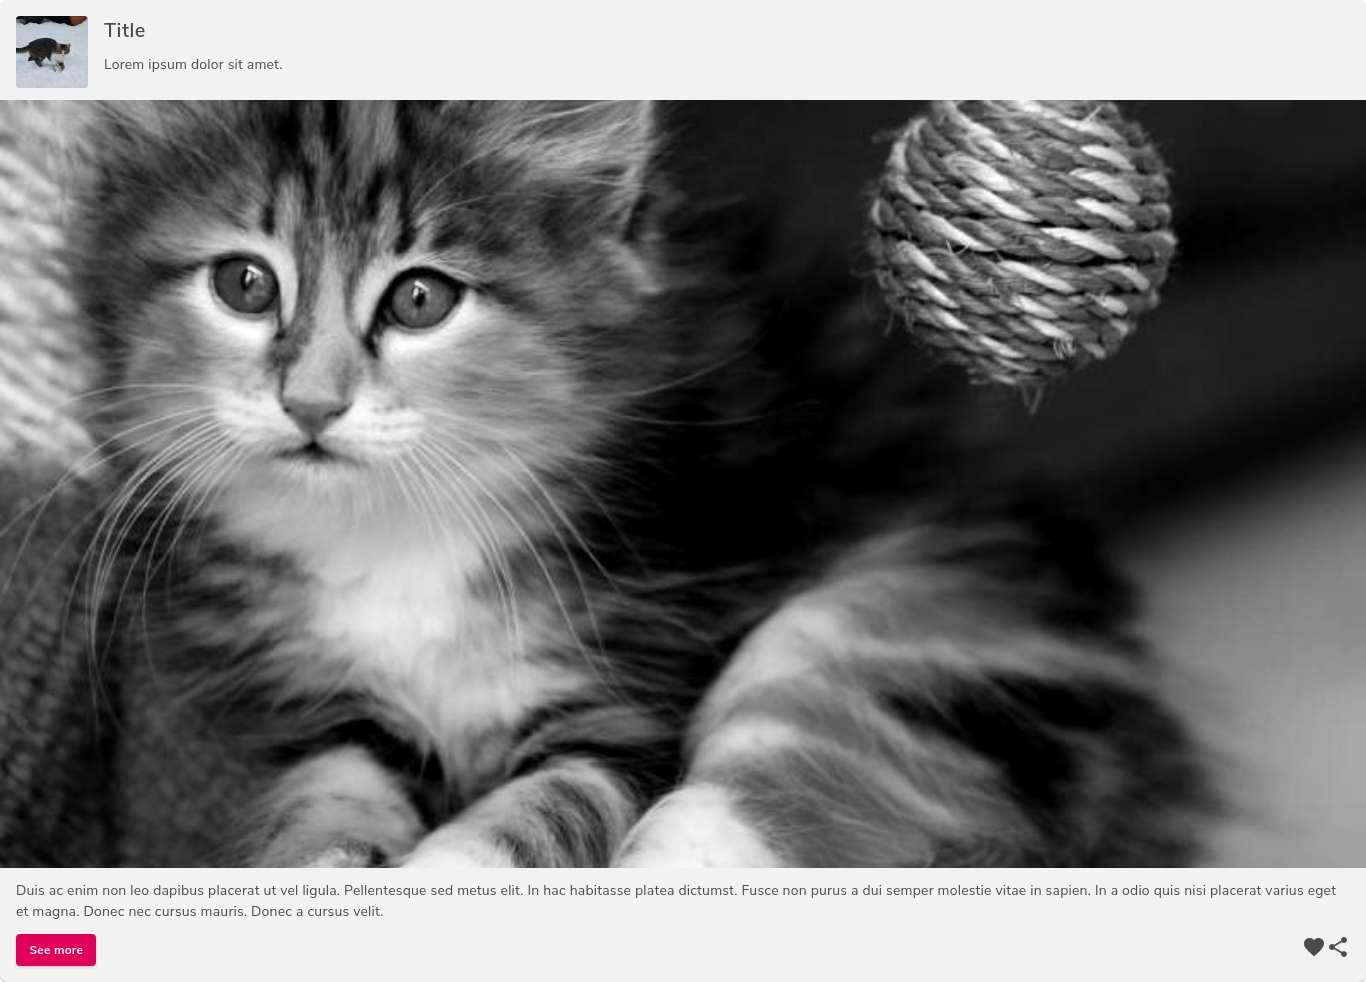 Title
Lorem ipsum dolor sit amet.
Duis ac enim non leo dapibus placerat ut vel ligula. Pellentesque sed metus elit. In hac habitasse platea dictumst. Fusce non purus a dui semper molestie vitae in sapien. In a odio quis nisi placerat varius eget
et magna. Donec nec cursus mauris. Donec a cursus velit.
See more